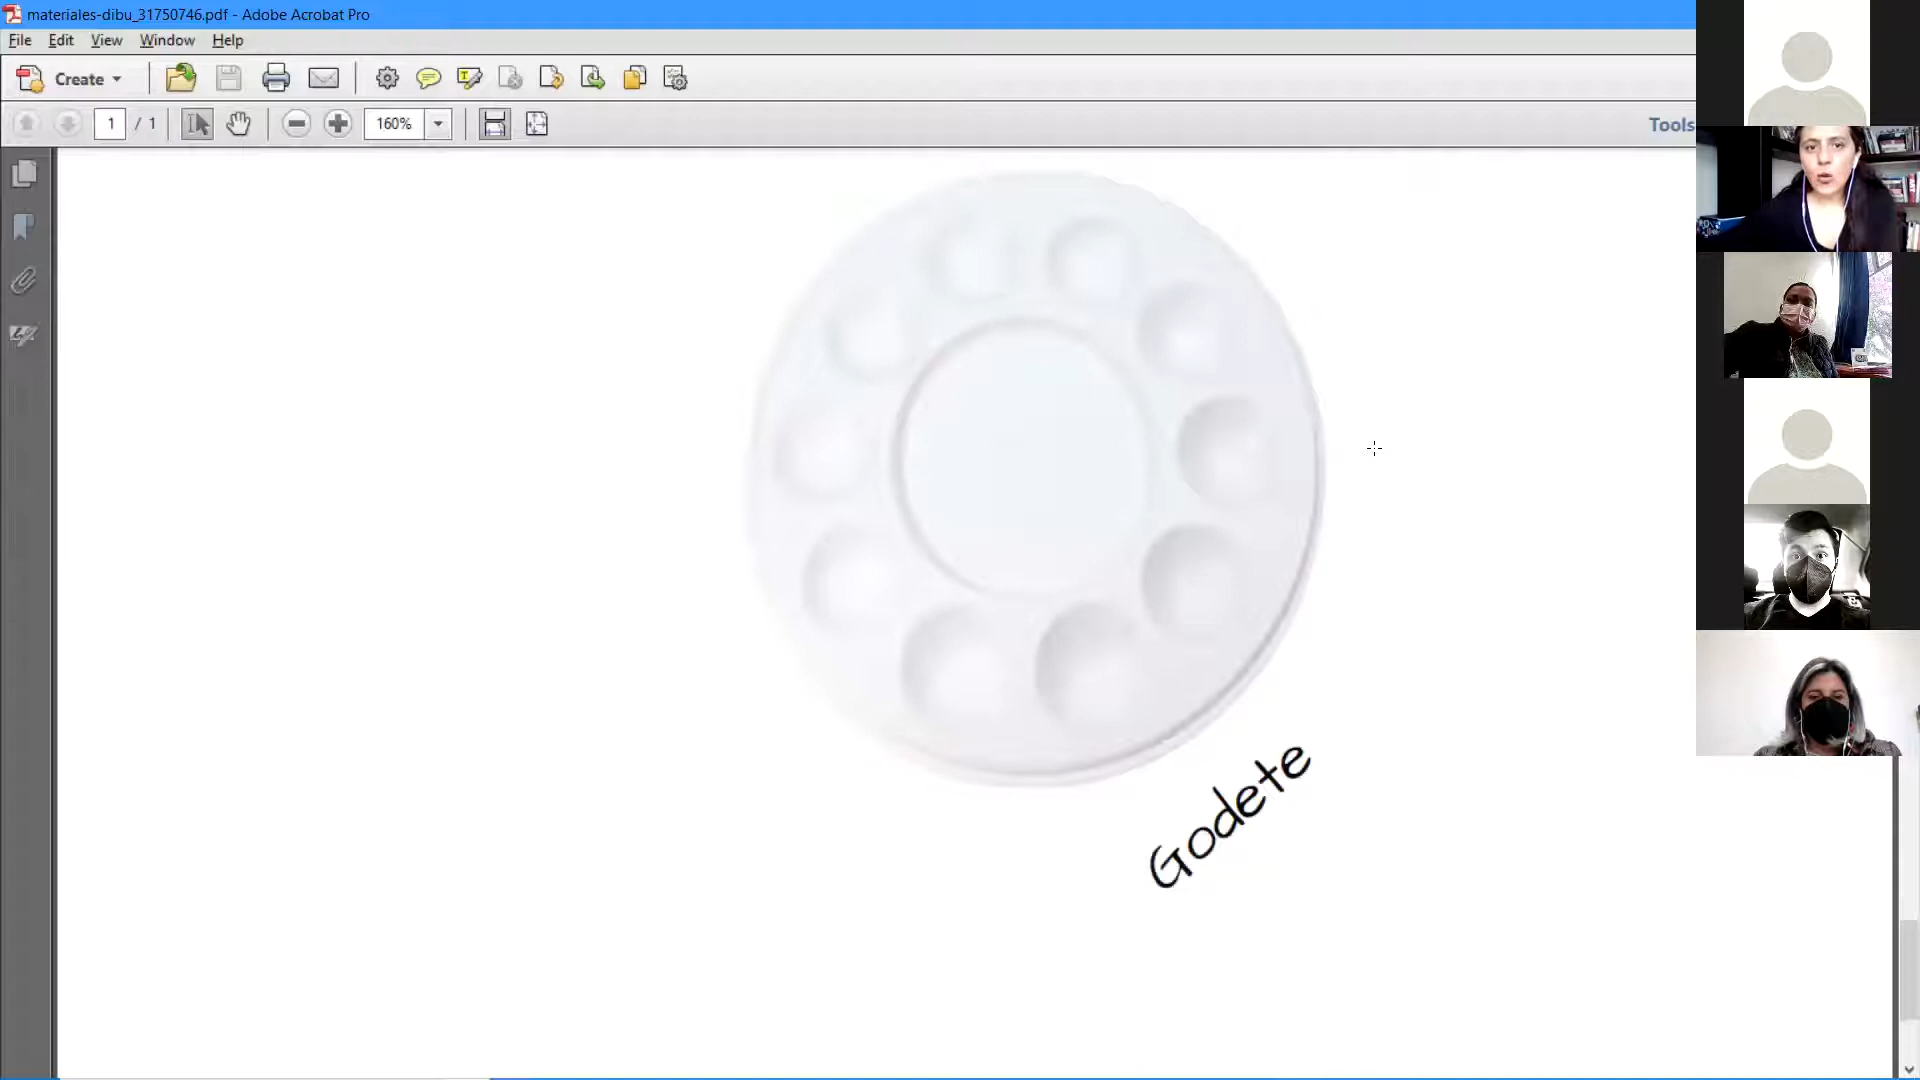 materiales-dibu_31750746.pdf - Adobe Acrobat Pro
File Edit View Window Help
Create
1 / 1 160% Tools
Godete